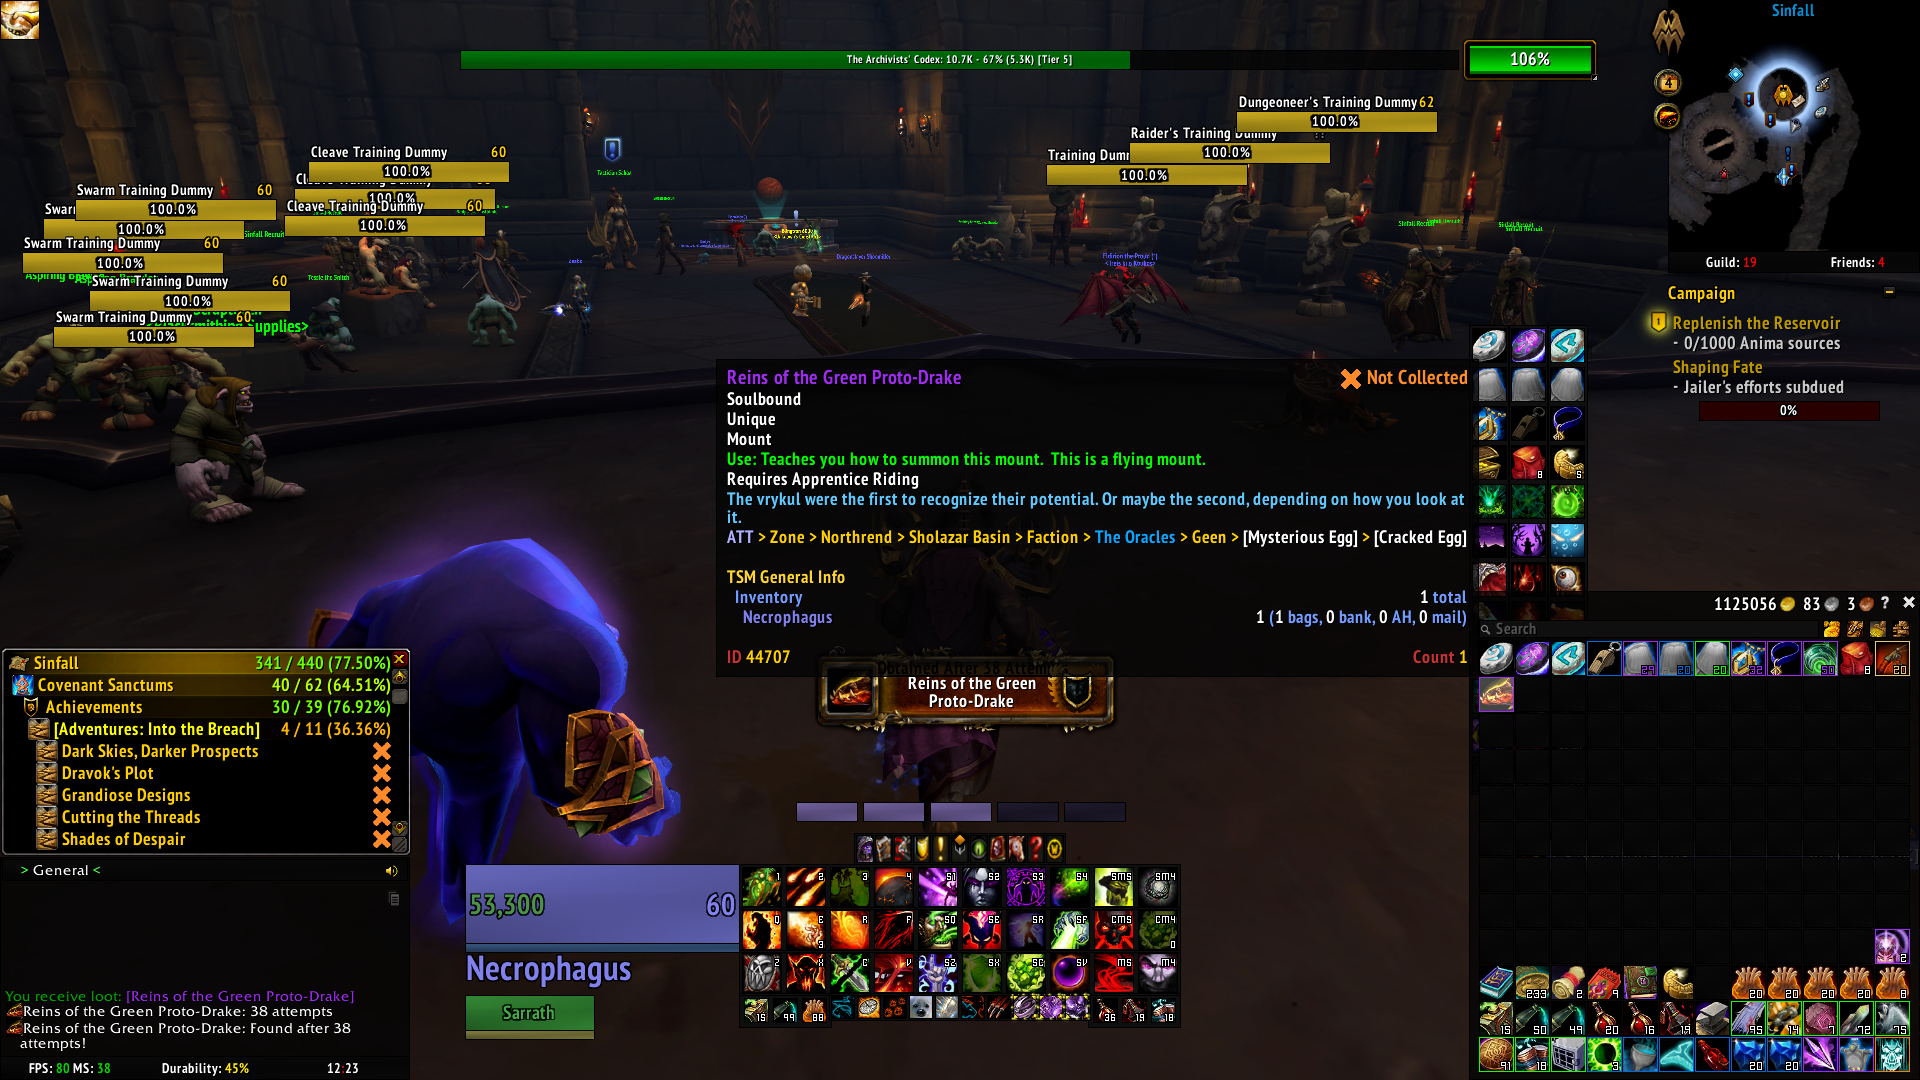 Sinfall
The Archivists' Codex: 10.7K - 67% (5.3K) [Tier 5]
106%
Dungeoneer's Training Dummy 62
100.0%
Raider's Training Dummy
100.0%
Training Dum
100.0%
Cleave Training Dummy 60
100.0%
100.0%
Cleave Training Dummy 60
100.0%
Swarm Training Dummy 60
100.0%
Swar
100.0%
Swarm Training Dummy 60
100.0%
Swarm Training Dummy 60
100.0%
Swarm Training Dummy 60
100.0%
Guild: 19
Friends: 4
Campaign
Replenish the Reservoir
- 0/1000 Anima sources
Shaping Fate
- Jailer's efforts subdued
0%
Reins of the Green Proto-Drake
Not Collected
Soulbound
Unique
Mount
Use: Teaches you how to summon this mount. This is a flying mount.
Requires Apprentice Riding
The vrykul were the first to recognize their potential. Or maybe the second, depending on how you look at
it.
ATT > Zone > Northrend > Sholazar Basin > Faction > The Oracles > Geen > [Mysterious Egg] > [Cracked Egg]
TSM General Info
Inventory 1 total
Necrophagus 1 (1 bags, 0 bank, 0 AH, 0 mail)
ID 44707 Count 1
Reins of the Green
Proto-Drake
1125056 83 3 ?
Search
Sinfall 341 / 440 (77.50%)
Covenant Sanctums 40 / 62 (64.51%)
Achievements 30 / 39 (76.92%)
[Adventures: Into the Breach] 4 / 11 (36.36%)
Dark Skies, Darker Prospects
Dravok's Plot
Grandiose Designs
Cutting the Threads
Shades of Despair
> General <
You receive loot: [Reins of the Green Proto-Drake]
Reins of the Green Proto-Drake: 38 attempts
Reins of the Green Proto-Drake: Found after 38
attempts!
FPS: 80 MS: 38
Durability: 45%
12:23
53,300 60
Necrophagus
Sarrath